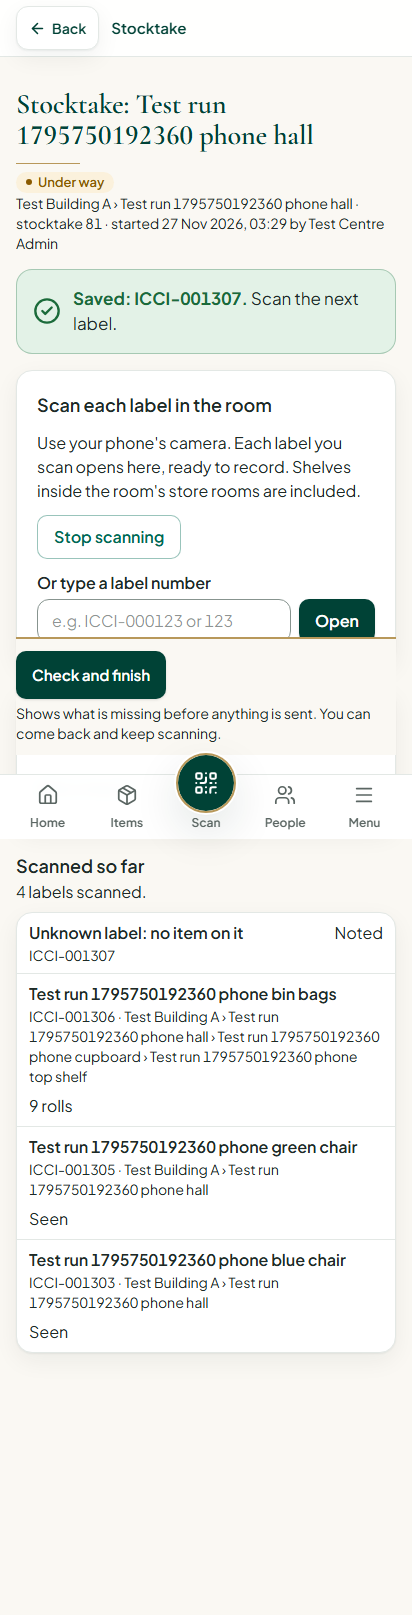 Back
Stocktake
Stocktake: Test run
1795750192360 phone hall
Under way
Test Building A › Test run 1795750192360 phone hall ·
stocktake 81 · started 27 Nov 2026, 03:29 by Test Centre
Admin
Saved: ICCI-001307. Scan the next
label.
Scan each label in the room
Use your phone's camera. Each label you
scan opens here, ready to record. Shelves
inside the room's store rooms are included.
Stop scanning
Or type a label number
e.g. ICCI-000123 or 123
Open
Check and finish
Shows what is missing before anything is sent. You can
come back and keep scanning.
Home
Items
Scan
People
Menu
Scanned so far
4 labels scanned.
Unknown label: no item on it
Noted
ICCI-001307
Test run 1795750192360 phone bin bags
ICCI-001306 · Test Building A › Test run
1795750192360 phone hall › Test run 1795750192360
phone cupboard › Test run 1795750192360 phone
top shelf
9 rolls
Test run 1795750192360 phone green chair
ICCI-001305 · Test Building A › Test run
1795750192360 phone hall
Seen
Test run 1795750192360 phone blue chair
ICCI-001303 · Test Building A › Test run
1795750192360 phone hall
Seen